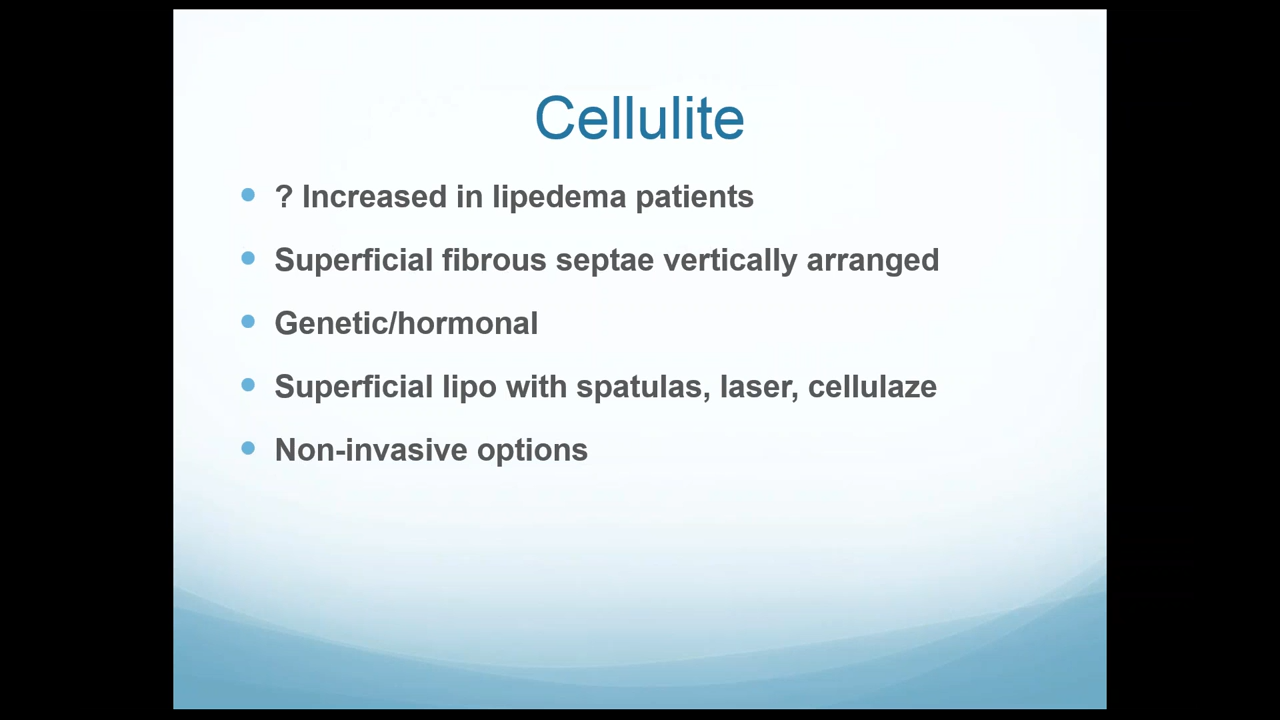 Cellulite
? Increased in lipedema patients
Superficial fibrous septae vertically arranged
Genetic/hormonal
Superficial lipo with spatulas, laser, cellulaze
Non-invasive options